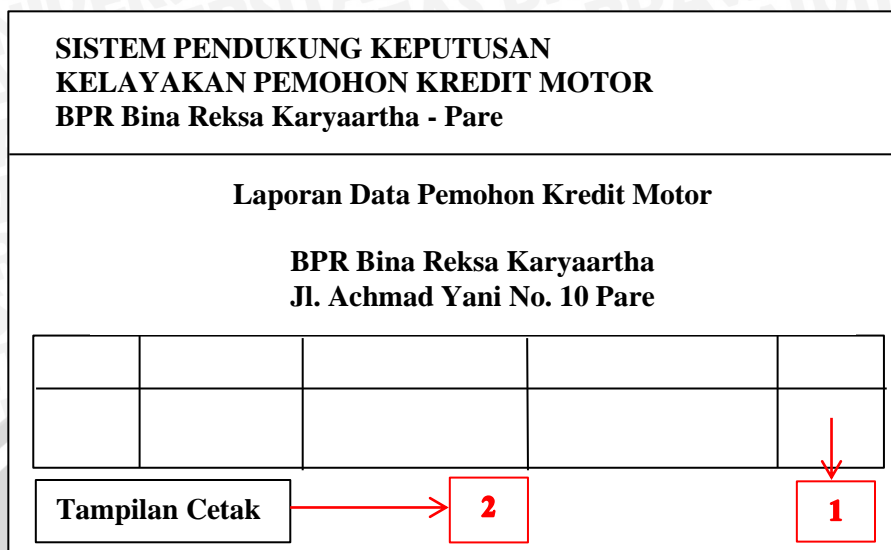 SISTEM PENDUKUNG KEPUTUSAN
KELAYAKAN PEMOHON KREDIT MOTOR
BPR Bina Reksa Karyaartha - Pare
Laporan Data Pemohon Kredit Motor
BPR Bina Reksa Karyaartha
Jl. Achmad Yani No. 10 Pare
Tampilan Cetak 2 1